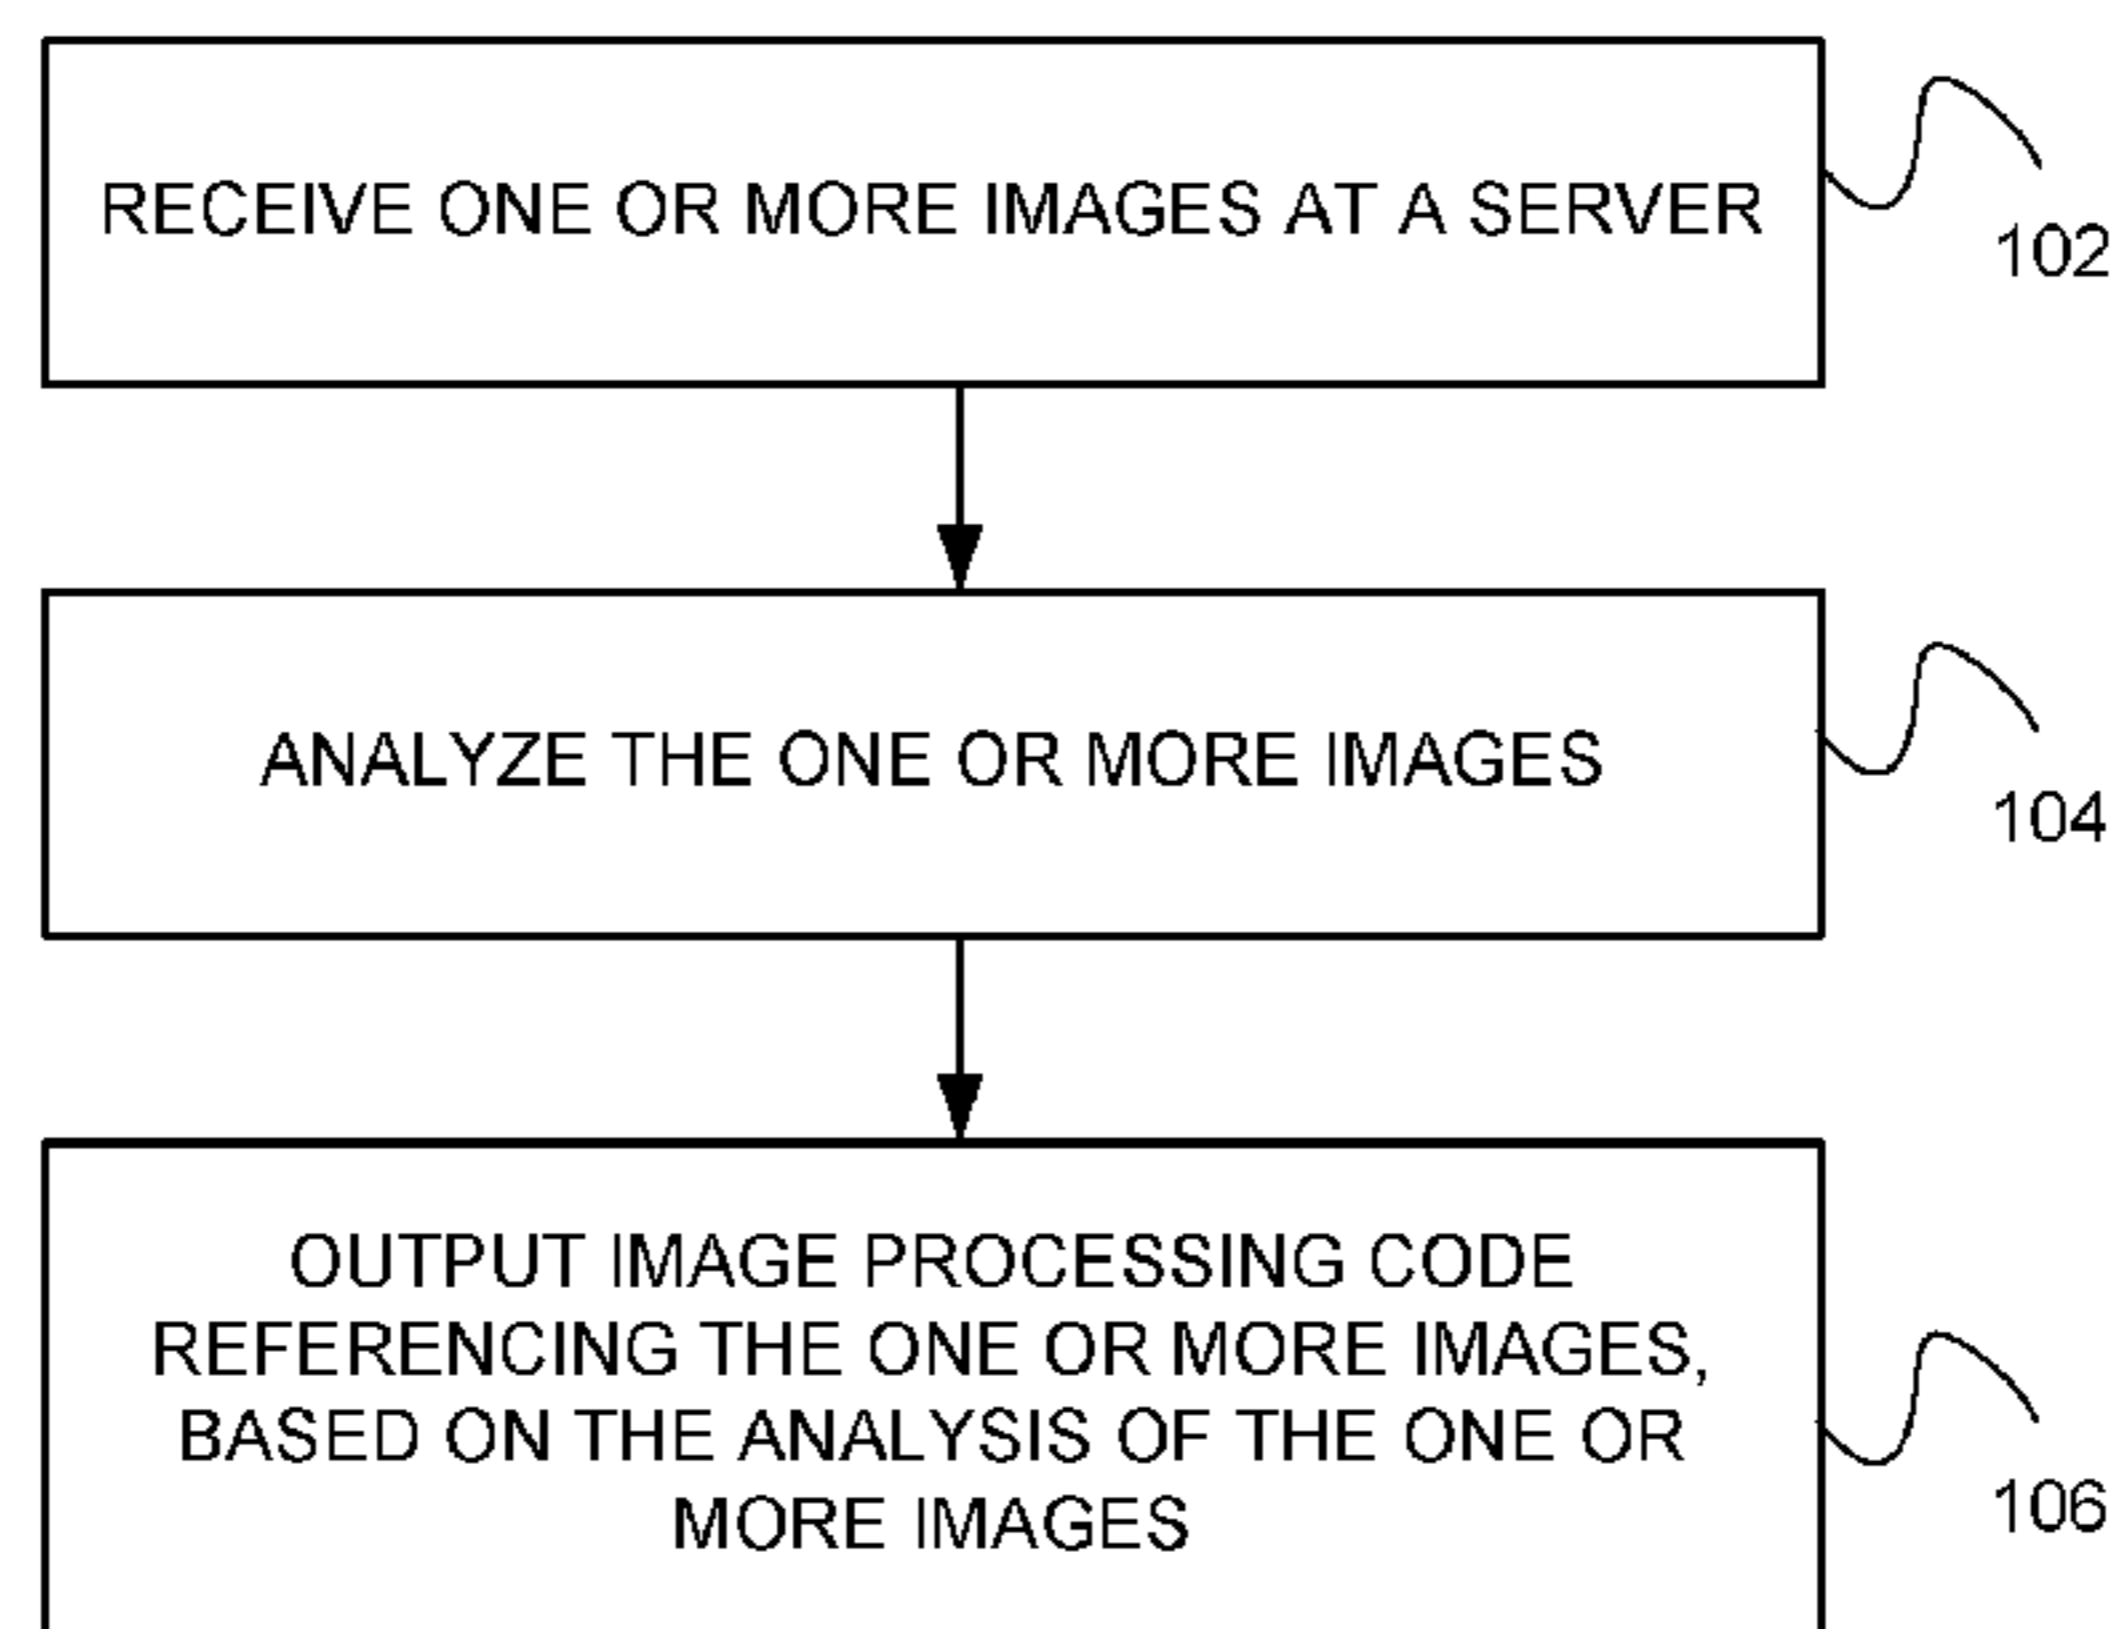 RECEIVE ONE OR MORE IMAGES AT A SERVER
102
ANALYZE THE ONE OR MORE IMAGES
104
OUTPUT IMAGE PROCESSING CODE
REFERENCING THE ONE OR MORE IMAGES,
BASED ON THE ANALYSIS OF THE ONE OR
MORE IMAGES
106